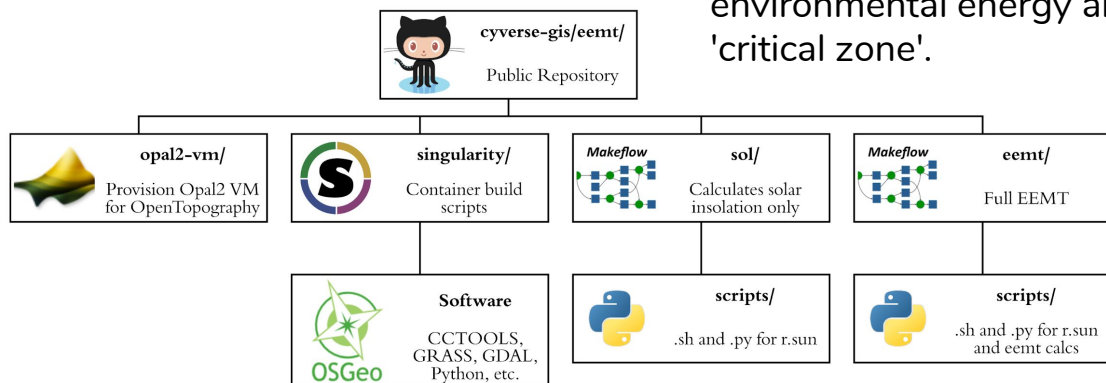 environmental energy a
'critical zone'.
cyverse-gis/eemt/
Public Repository
opal2-vm/
Provision Opal2 VM
for OpenTopography
S
singularity/
Container build
scripts
Makeflow
sol/
Calculates solar
insolation only
Makeflow
eemt/
Full EEMT
OSGeo
Software
CCTOOLS,
GRASS, GDAL,
Python, etc.
scripts/
.sh and .py for r.sun
scripts/
.sh and .py for r.sun
and eemt calcs